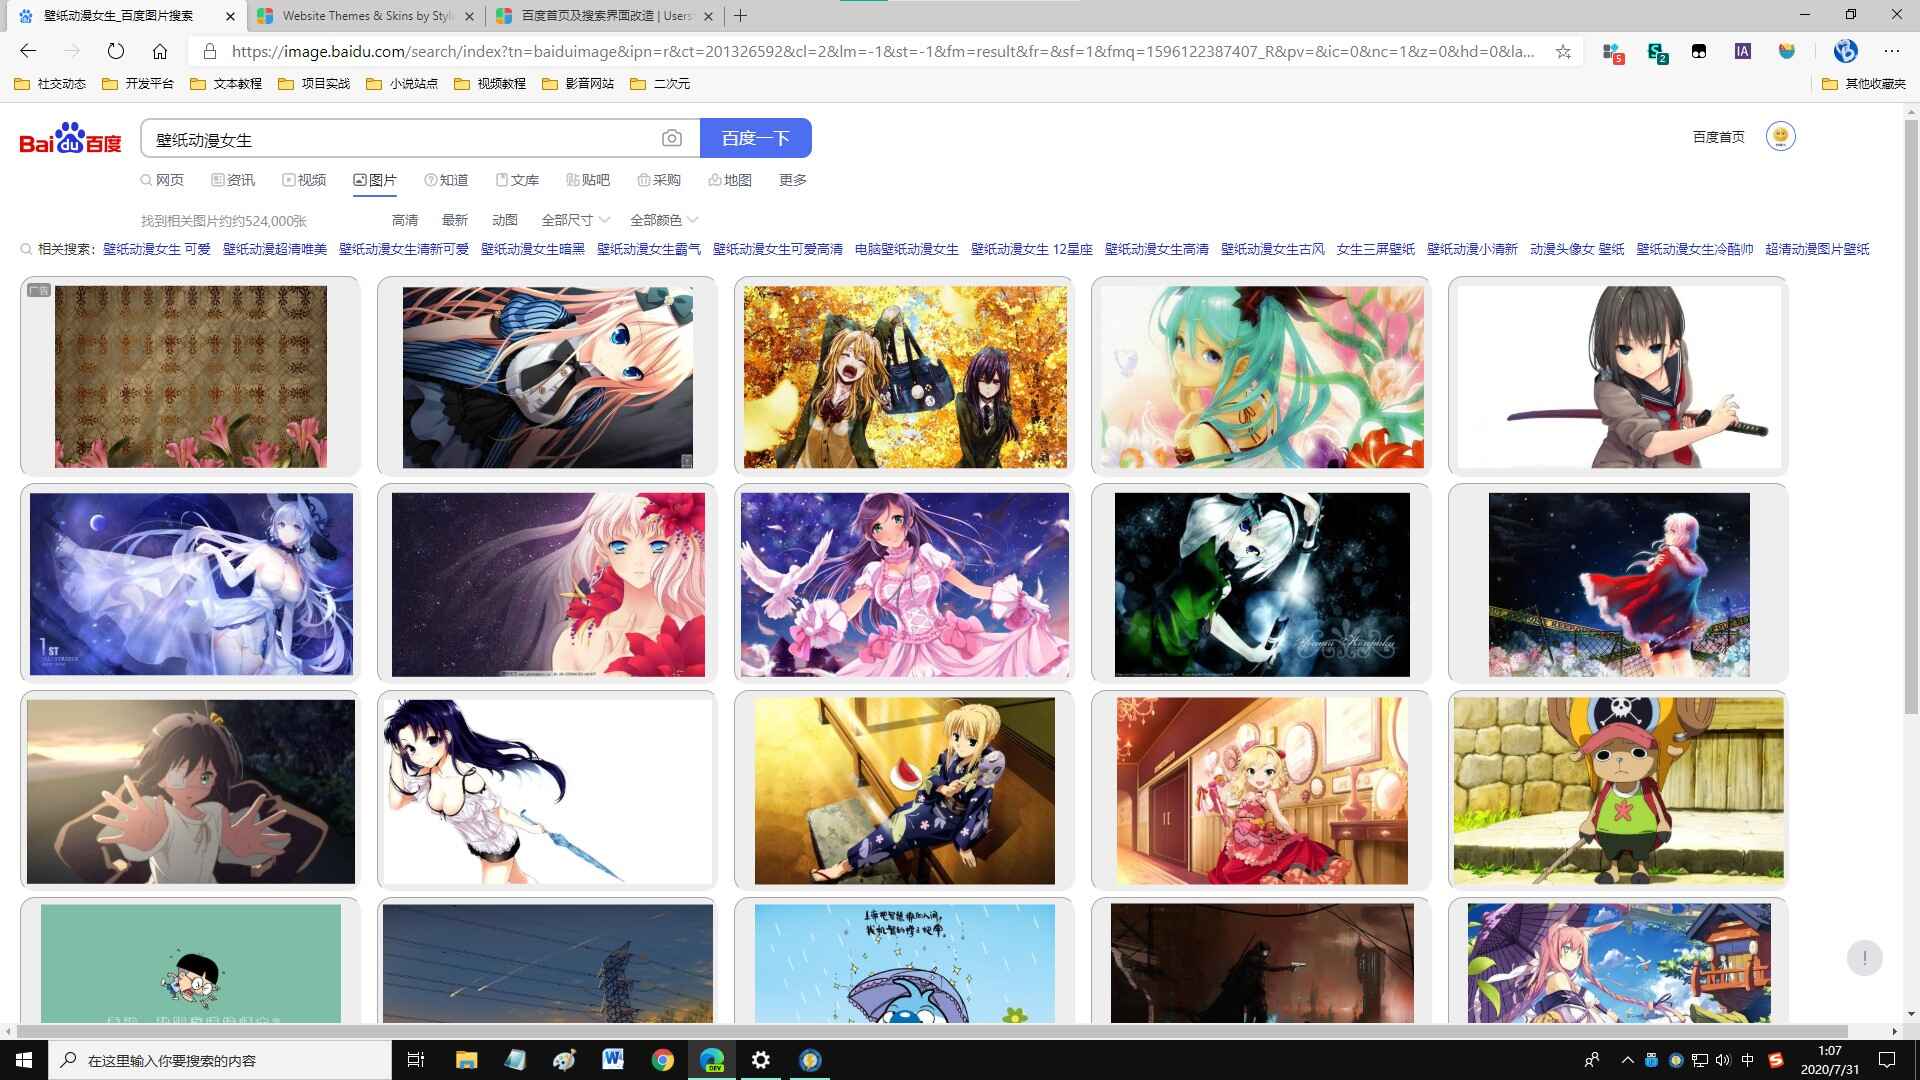 壁纸动漫女生_百度图片搜索
Website Themes & Skins by Styl
百度首页及搜索界面改造 | Users
https://image.baidu.com/search/index?tn=baiduimage&ipn=r&ct=201326592&cl=2&lm=-1&st=-1&fm=result&fr=&sf=1&fmq=1596122387407_R&pv=&ic=0&nc=1&z=0&hd=0&la...
5
2
IA
社交动态 开发平台 文本教程 项目实战 小说站点 视频教程 影音网站 二次元 其他收藏夹
Baidu百度
壁纸动漫女生
百度一下
百度首页
网页 资讯 视频 图片 知道 文库 贴吧 采购 地图 更多
找到相关图片约约524,000张 高清 最新 动图 全部尺寸 全部颜色
相关搜索: 壁纸动漫女生 可爱 壁纸动漫超清唯美 壁纸动漫女生清新可爱 壁纸动漫女生暗黑 壁纸动漫女生霸气 壁纸动漫女生可爱高清 电脑壁纸动漫女生 壁纸动漫女生 12星座 壁纸动漫女生高清 壁纸动漫女生古风 女生三屏壁纸 壁纸动漫小清新 动漫头像女 壁纸 壁纸动漫女生冷酷帅 超清动漫图片壁纸
广告
1ST
Youmu Konpaku
!
在这里输入你要搜索的内容
DEV
中
1:07
2020/7/31